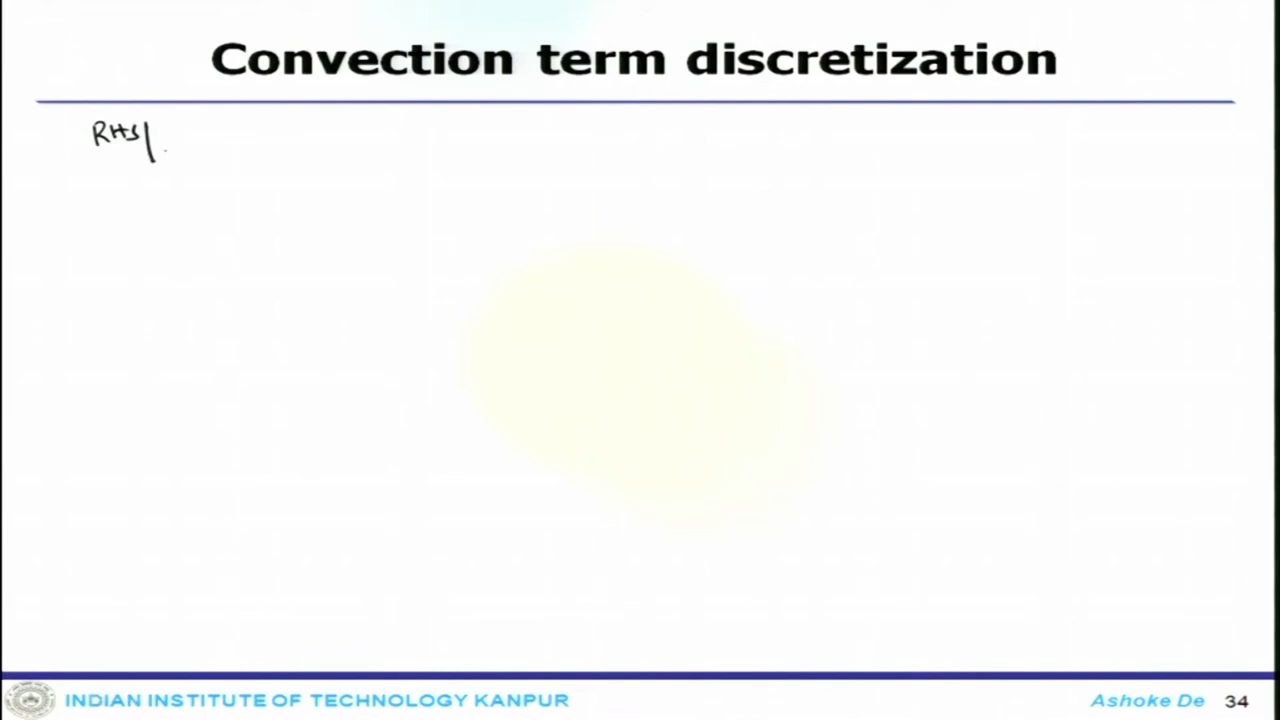 Convection term discretization
RHS|
INDIAN INSTITUTE OF TECHNOLOGY KANPUR
Ashoke De 34